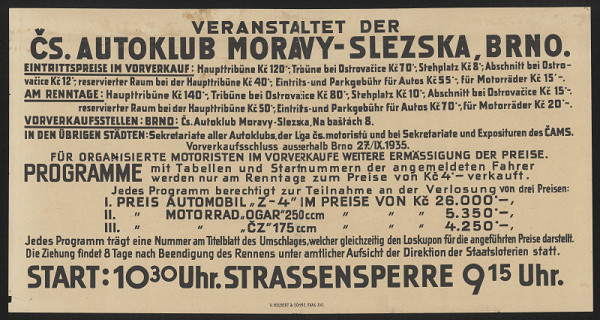 VERANSTALTET DER
ČS. AUTOKLUB MORAVY-SLEZSKA, BRNO.
EINTRITTSPREISE IM VORVERKAUF: Haupttribüne Kč 120·-, Tribüne bei Ostrovačice Kč 70·-, Stehplatz Kč 8·-, Abschnitt bei Ostro-
vačice Kč 12·-, reservierter Raum bei der Haupttribüne Kč 40·-, Eintritts- und Parkgebühr für Autos Kč 55·-, für Motorräder Kč 15·-.
AM RENNTAGE: Haupttribüne Kč 140·-, Tribüne bei Ostrovačice Kč 80·-, Stehplatz Kč 10·-, Abschnitt bei Ostrovačice Kč 15·-,
reservierter Raum bei der Haupttribüne Kč 50·-, Eintrits- und Parkgebühr für Autos Kč 70·-, für Motorräder Kč 20·-.
VORVERKAUFSSTELLEN: BRNO: Čs. Autoklub Moravy-Slezska, Na baštách 8.
IN DEN ÜBRIGEN STÄDTEN: Sekretariate aller Autoklubs, der Liga čs. motoristů und bei Sekretariate und Exposituren des ČAMS.
Vorverkaufsschluss ausserhalb Brno 27./IX. 1935.
FÜR ORGANISIERTE MOTORISTEN IM VORVERKAUFE WEITERE ERMÄSSIGUNG DER PREISE.
PROGRAMME mit Tabellen und Startnummern der angemeldeten Fahrer
werden nur am Renntage zum Preise von Kč 4·- verkauft.
Jedes Programm berechtigt zur Teilnahme an der Verlosung von drei Preisen:
I. PREIS AUTOMOBIL „Z-4" IM PREISE VON Kč 26.000·-,
II. " MOTORRAD „OGAR" 250 ccm " " " 5.350·-,
III. " " „ČZ" 175 ccm " " " 4.250·-,
Jedes Programm trägt eine Nummer am Titelblatt des Umschlages, welcher gleichzeitig den Loskupon für die angeführten Preise darstellt.
Die Ziehung findet 8 Tage nach Beendigung des Rennens unter amtlicher Aufsicht der Direktion der Staatsloterien statt.
START: 10 30 Uhr. STRASSENSPERRE 9 15 Uhr.